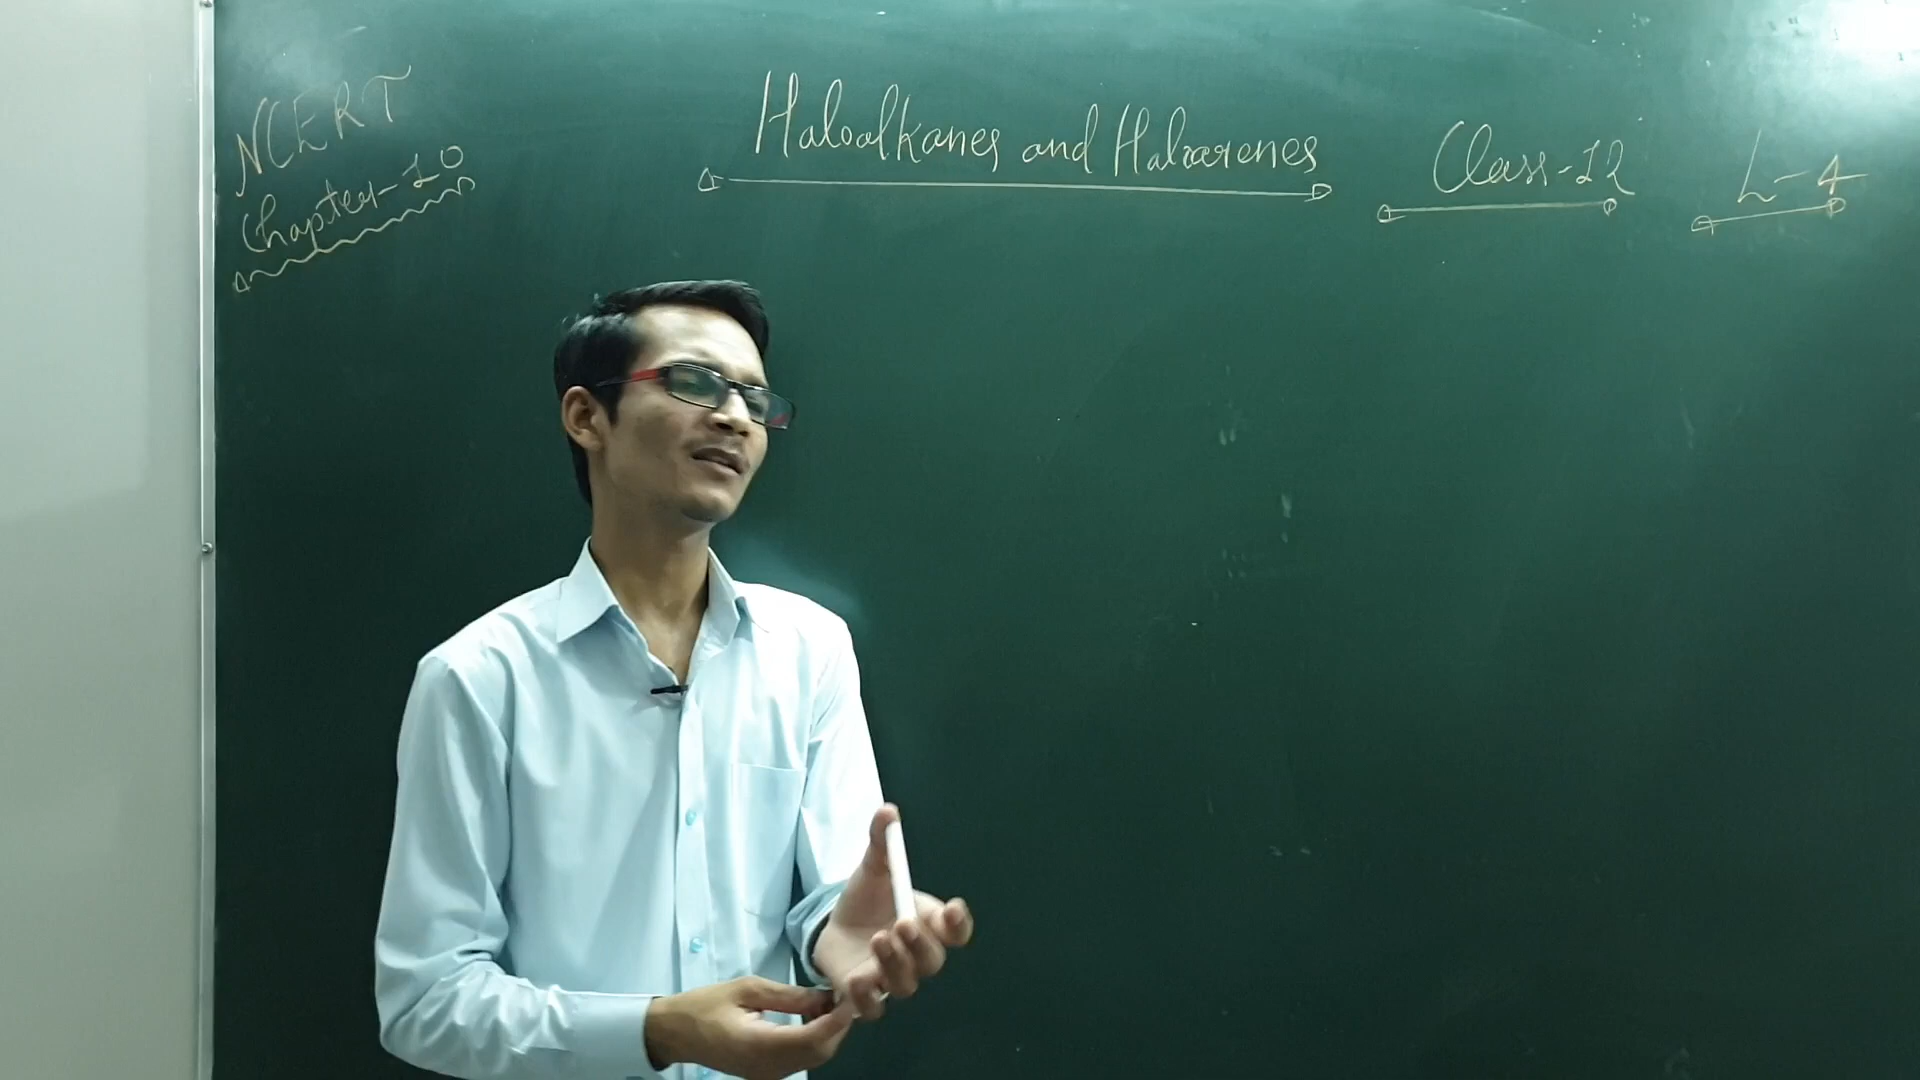 NCERT
Chapter-10
Haloalkanes and Haloarenes
Class-12
L-4